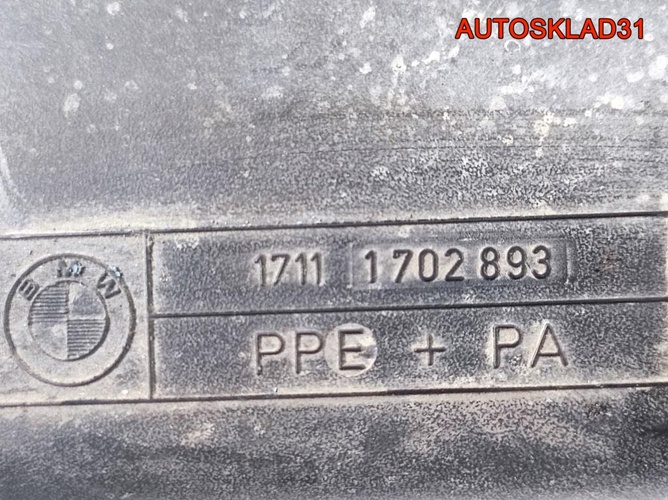 AUTOSKLAD31
1711 1702 893
BMW
PPE + PA